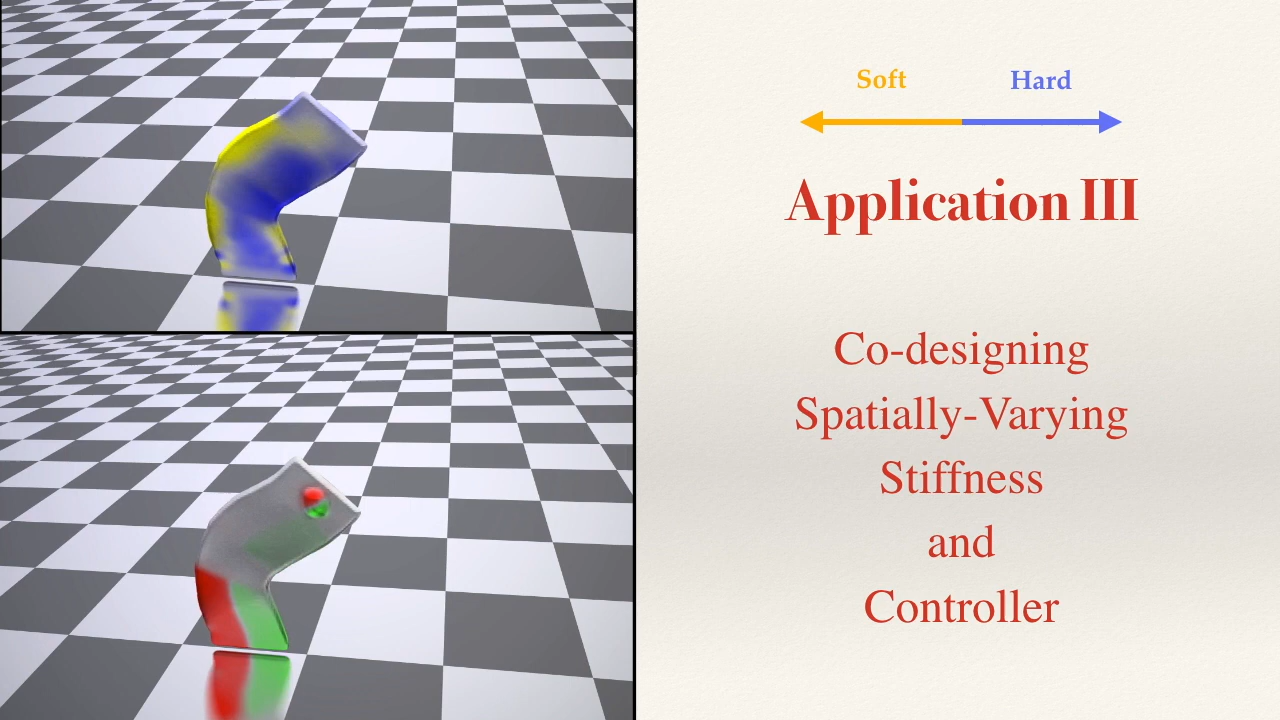 Soft Hard
Application III
Co-designing
Spatially-Varying
Stiffness
and
Controller